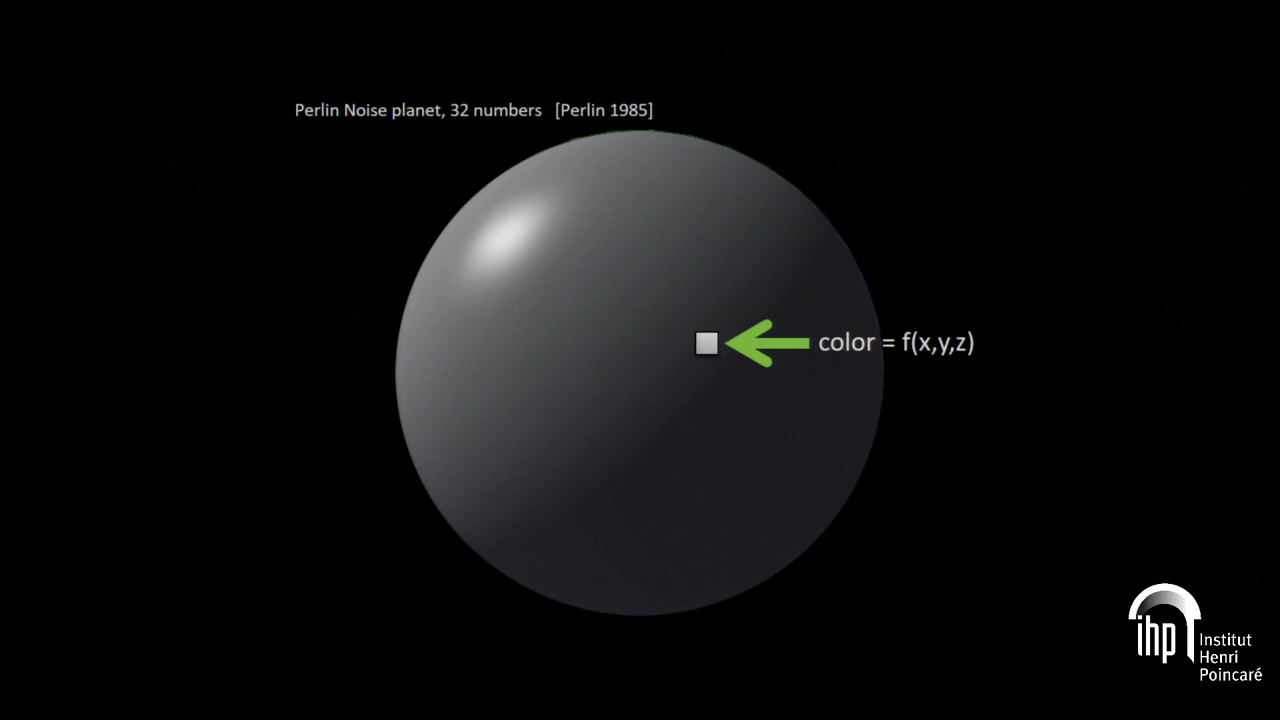 Perlin Noise planet, 32 numbers [Perlin 1985]
color = f(x,y,z)
ihp
Institut
Henri
Poincaré